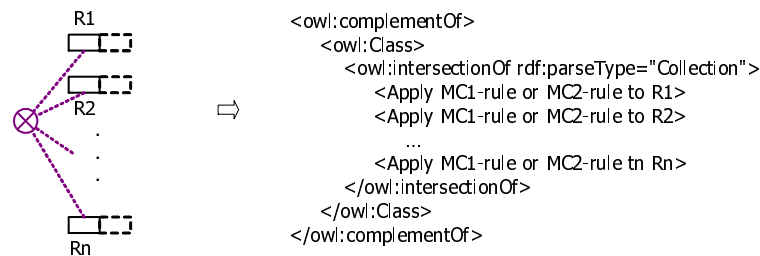 R1
R2
.
.
.
Rn
<owl:complementOf>
<owl:Class>
<owl:intersectionOf rdf:parseType="Collection">
<Apply MC1-rule or MC2-rule to R1>
<Apply MC1-rule or MC2-rule to R2>
...
<Apply MC1-rule or MC2-rule tn Rn>
</owl:intersectionOf>
</owl:Class>
</owl:complementOf>